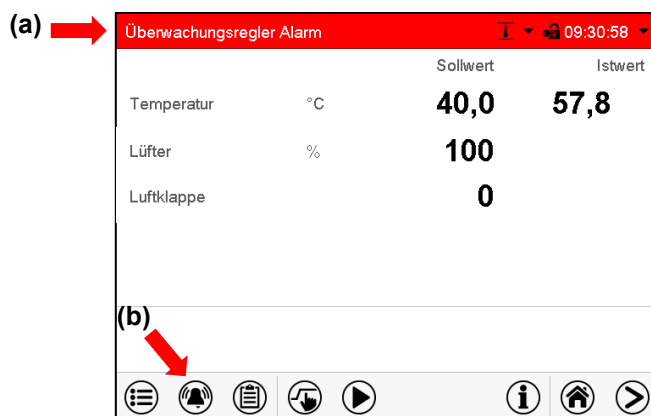 (a)
Überwachungsregler Alarm 09:30:58
Sollwert Istwert
Temperatur °C 40,0 57,8
Lüfter % 100
Luftklappe 0
(b)